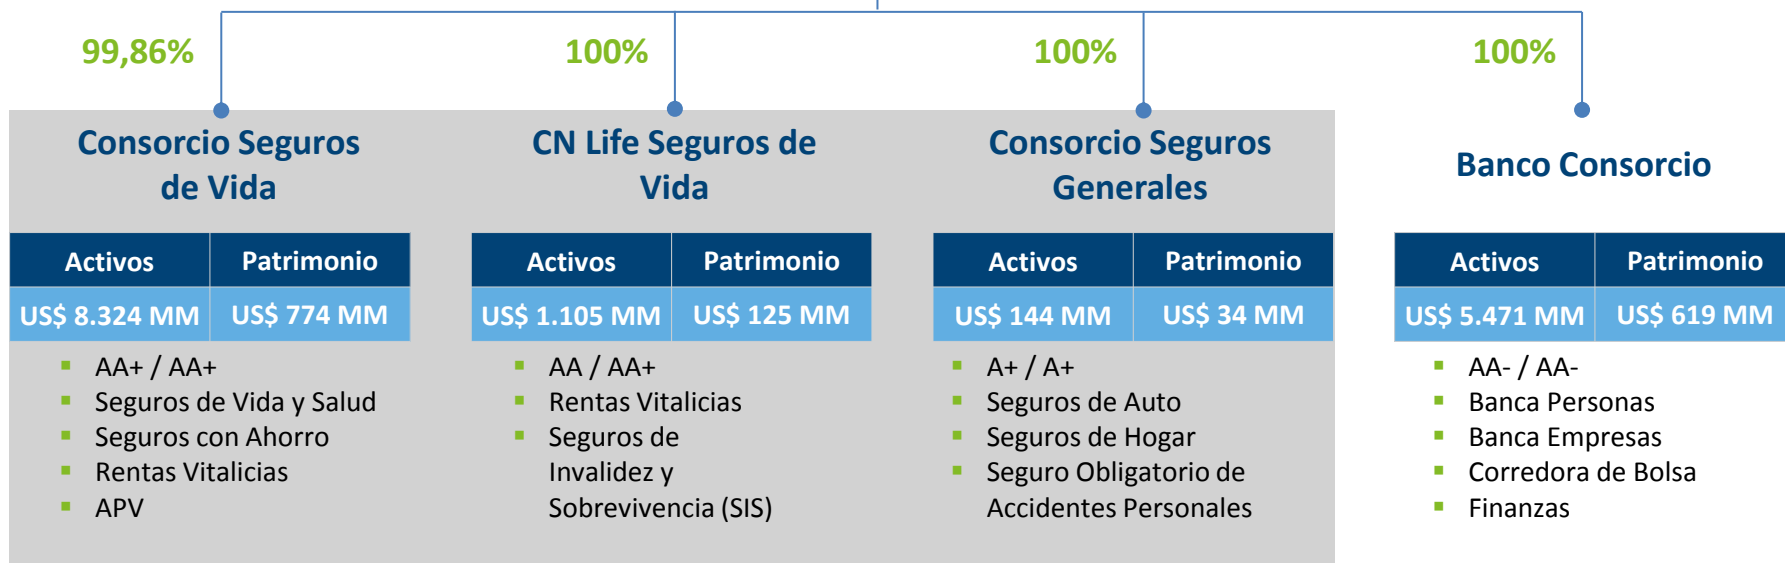 99,86%
100%
100%
100%
Consorcio Seguros
de Vida
Activos Patrimonio
US$ 8.324 MM US$ 774 MM
AA+ / AA+
Seguros de Vida y Salud
Seguros con Ahorro
Rentas Vitalicias
APV
CN Life Seguros de
Vida
Activos Patrimonio
US$ 1.105 MM US$ 125 MM
AA / AA+
Rentas Vitalicias
Seguros de
Invalidez y
Sobrevivencia (SIS)
Consorcio Seguros
Generales
Activos Patrimonio
US$ 144 MM US$ 34 MM
A+ / A+
Seguros de Auto
Seguros de Hogar
Seguro Obligatorio de
Accidentes Personales
Banco Consorcio
Activos Patrimonio
US$ 5.471 MM US$ 619 MM
AA- / AA-
Banca Personas
Banca Empresas
Corredora de Bolsa
Finanzas